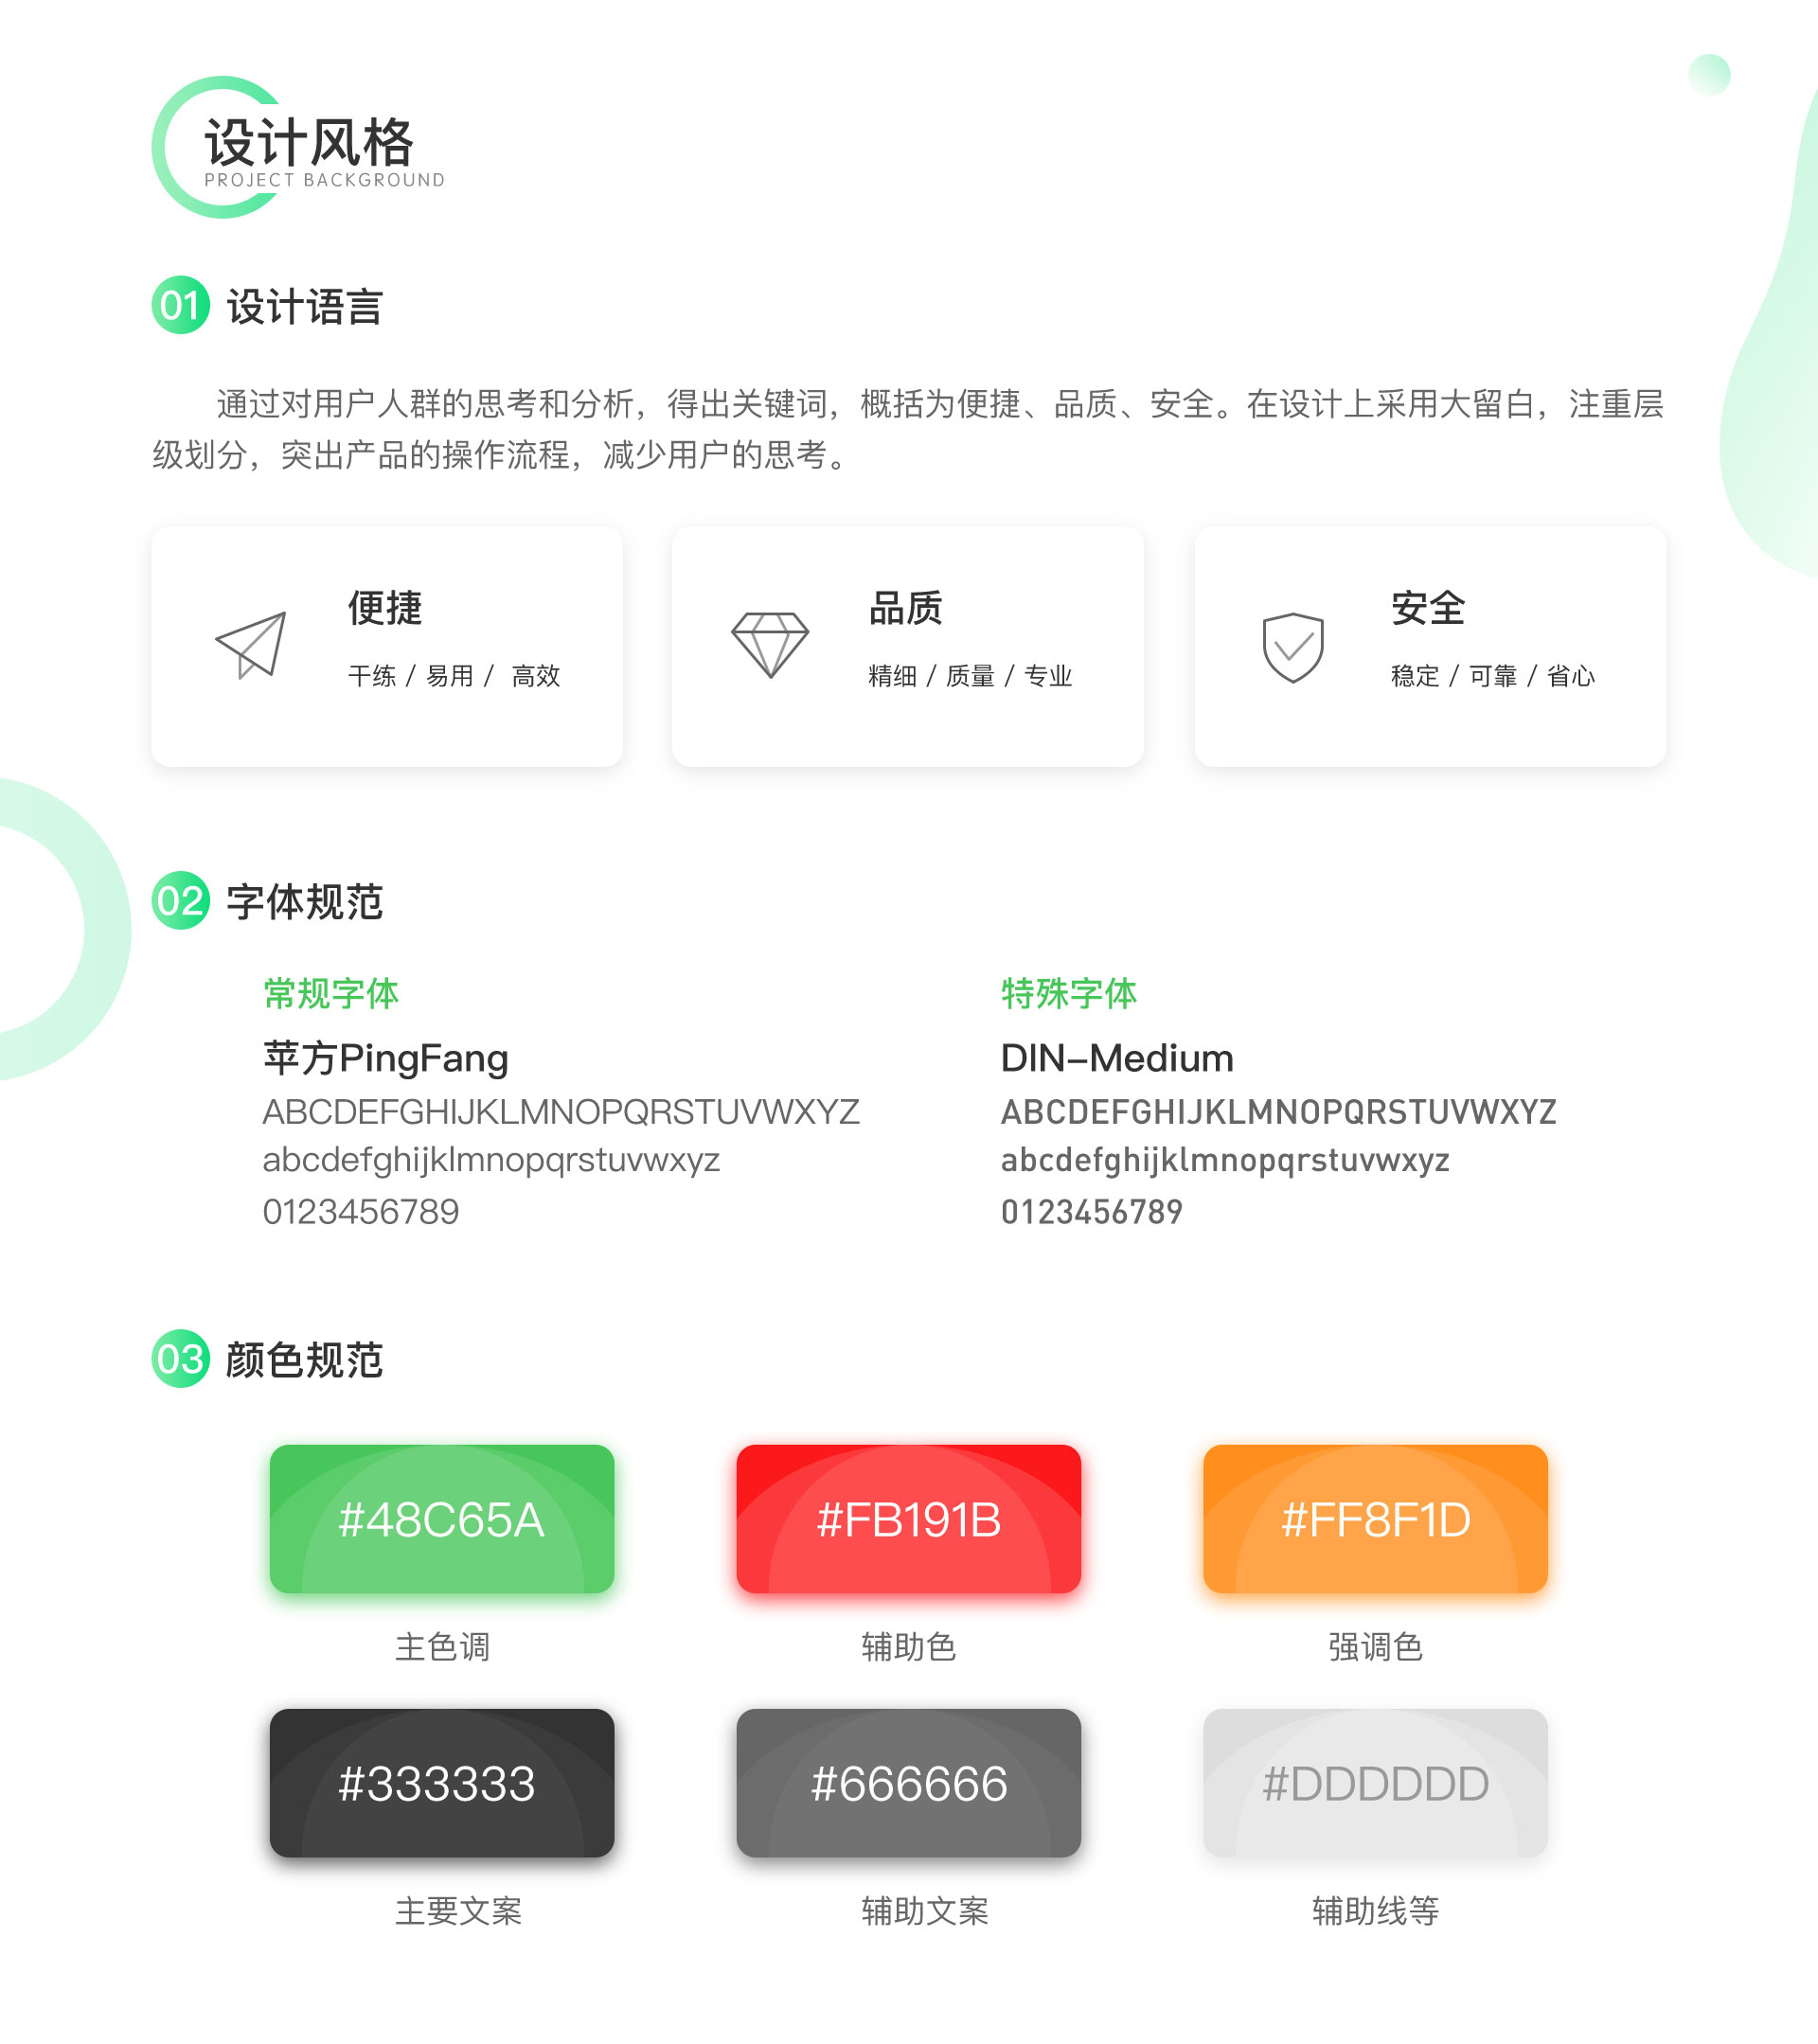 设计风格
PROJECT BACKGROUND
01 设计语言
通过对用户人群的思考和分析，得出关键词，概括为便捷、品质、安全。在设计上采用大留白，注重层
级划分，突出产品的操作流程，减少用户的思考。
便捷
干练 / 易用 / 高效
品质
精细 / 质量 / 专业
安全
稳定 / 可靠 / 省心
02 字体规范
常规字体
苹方PingFang
ABCDEFGHIJKLMNOPQRSTUVWXYZ
abcdefghijklmnopqrstuvwxyz
0123456789
特殊字体
DIN-Medium
ABCDEFGHIJKLMNOPQRSTUVWXYZ
abcdefghijklmnopqrstuvwxyz
0123456789
03 颜色规范
#48C65A
主色调
#FB191B
辅助色
#FF8F1D
强调色
#333333
主要文案
#666666
辅助文案
#DDDDDD
辅助线等